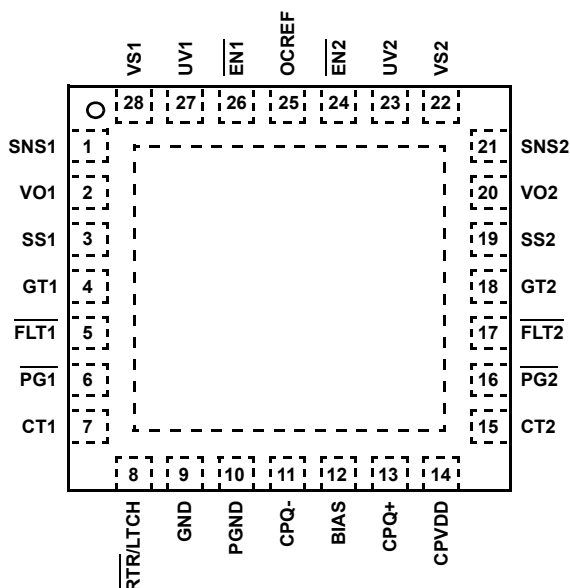 VS1
UV1
EN1
OCREF
EN2
UV2
VS2
28 27 26 25 24 23 22
SNS1 1
21 SNS2
VO1 2
20 VO2
SS1 3
19 SS2
GT1 4
18 GT2
FLT1 5
17 FLT2
PG1 6
16 PG2
CT1 7
15 CT2
8 9 10 11 12 13 14
RTR/LTCH
GND
PGND
CPQ-
BIAS
CPQ+
CPVDD